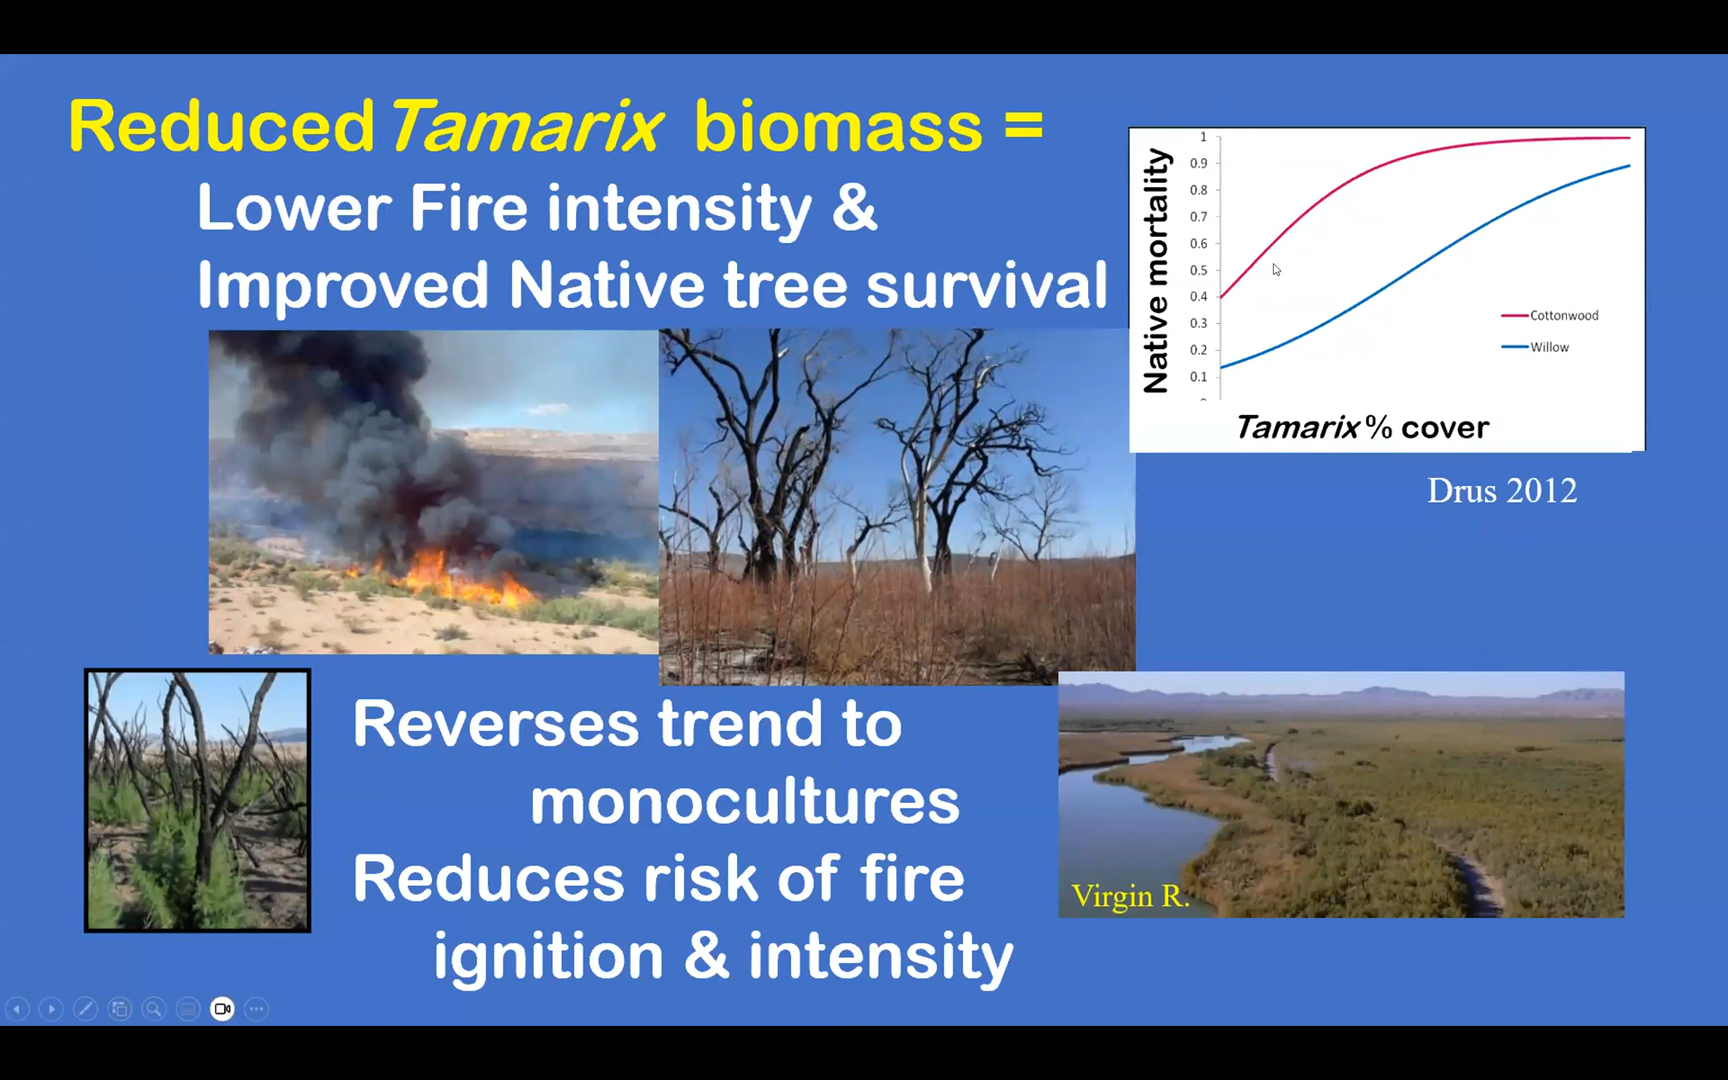 Reduced Tamarix biomass =
Lower Fire intensity &
Improved Native tree survival
Native mortality
1
0.9
0.8
0.7
0.6
0.5
0.4
0.3
0.2
0.1
Cottonwood
Willow
Tamarix % cover
Drus 2012
Reverses trend to
monocultures
Reduces risk of fire
ignition & intensity
Virgin R.